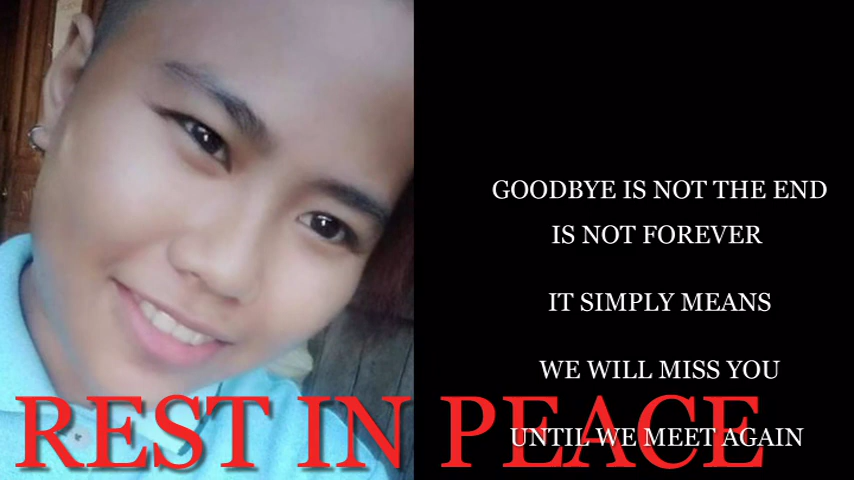 GOODBYE IS NOT THE END
IS NOT FOREVER
IT SIMPLY MEANS
WE WILL MISS YOU
UNTIL WE MEET AGAIN
REST IN PEACE